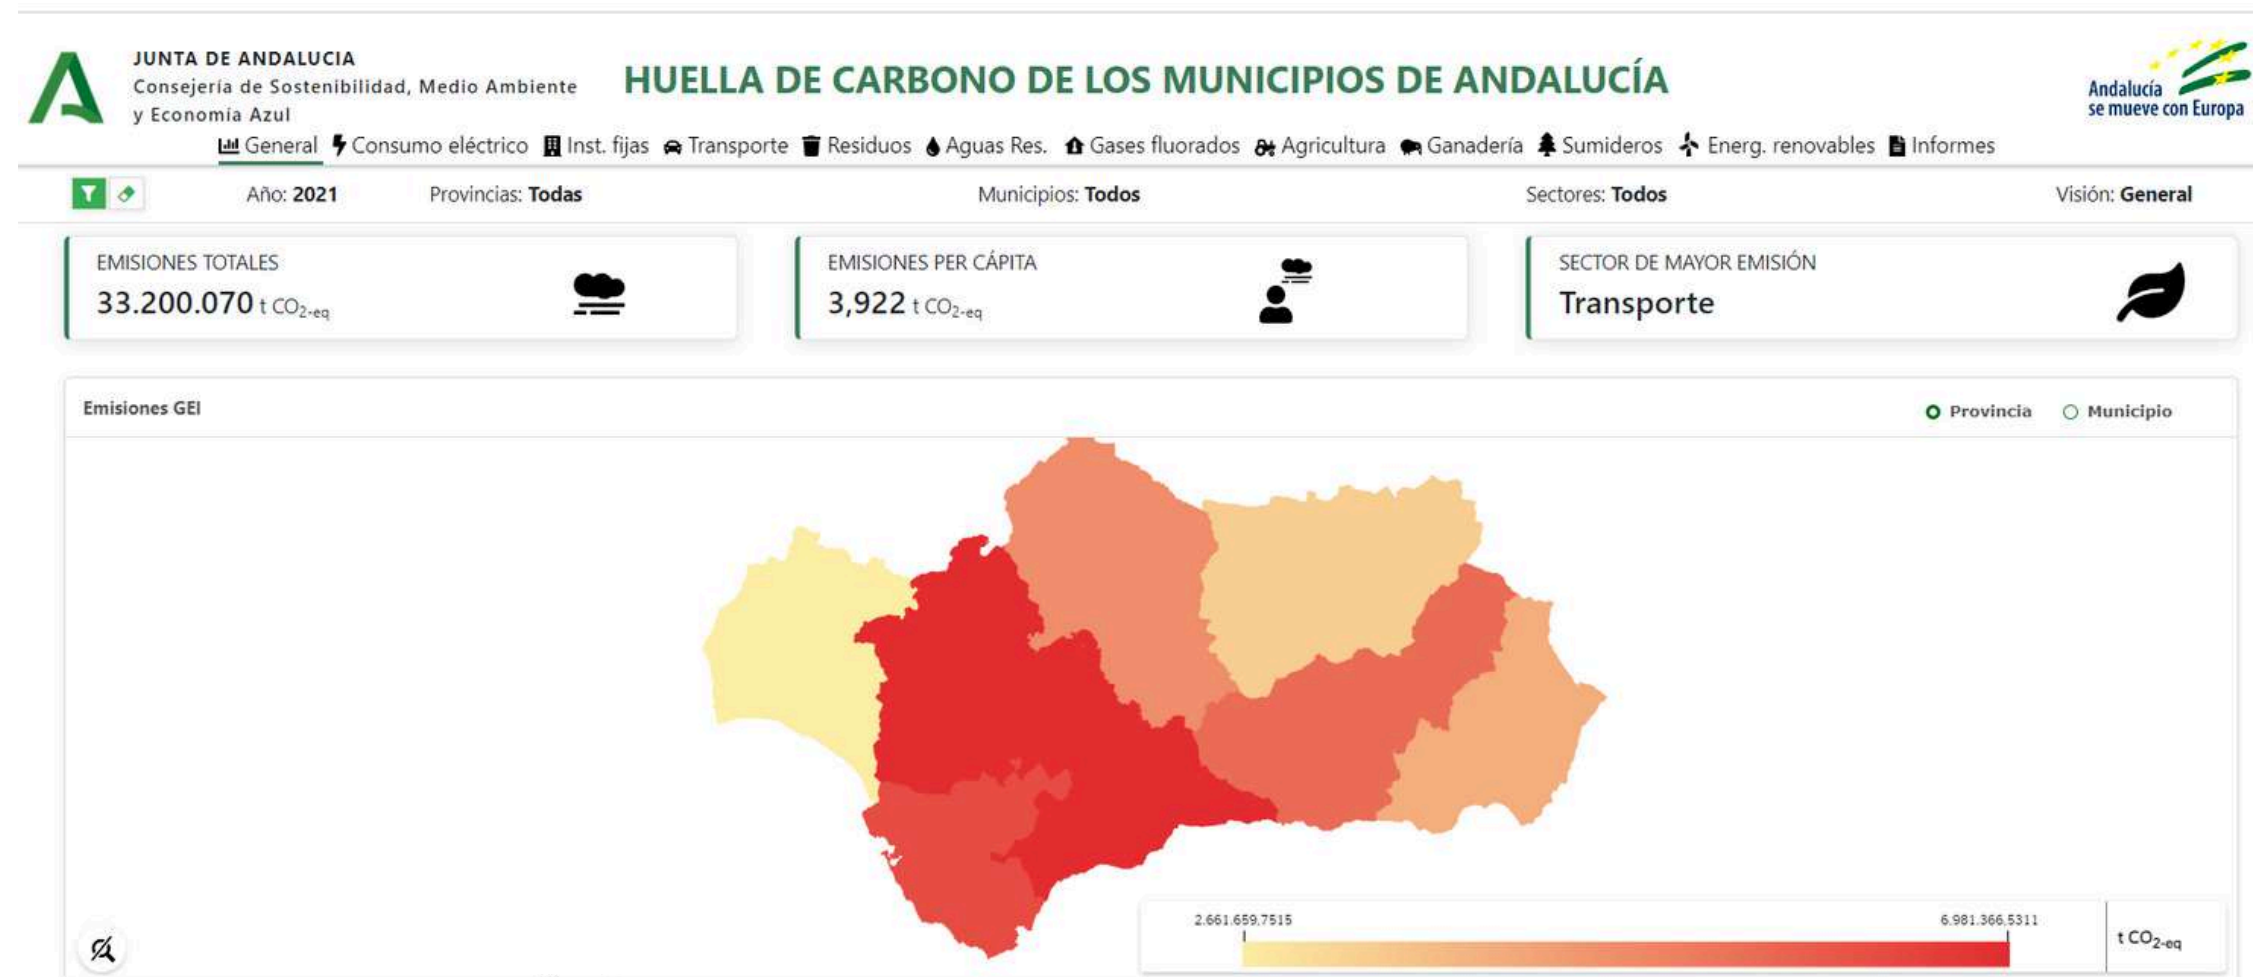 JUNTA DE ANDALUCIA
Consejería de Sostenibilidad, Medio Ambiente
y Economía Azul
HUELLA DE CARBONO DE LOS MUNICIPIOS DE ANDALUCÍA
Andalucía
se mueve con Europa
General Consumo eléctrico Inst. fijas Transporte Residuos Aguas Res. Gases fluorados Agricultura Ganadería Sumideros Energ. renovables Informes
Año: 2021 Provincias: Todas Municipios: Todos Sectores: Todos Visión: General
EMISIONES TOTALES
33.200.070 t CO2-eq
EMISIONES PER CÁPITA
3,922 t CO2-eq
SECTOR DE MAYOR EMISIÓN
Transporte
Emisiones GEI
Provincia Municipio
2.661.659,7515 6.981.366,5311
t CO2-eq